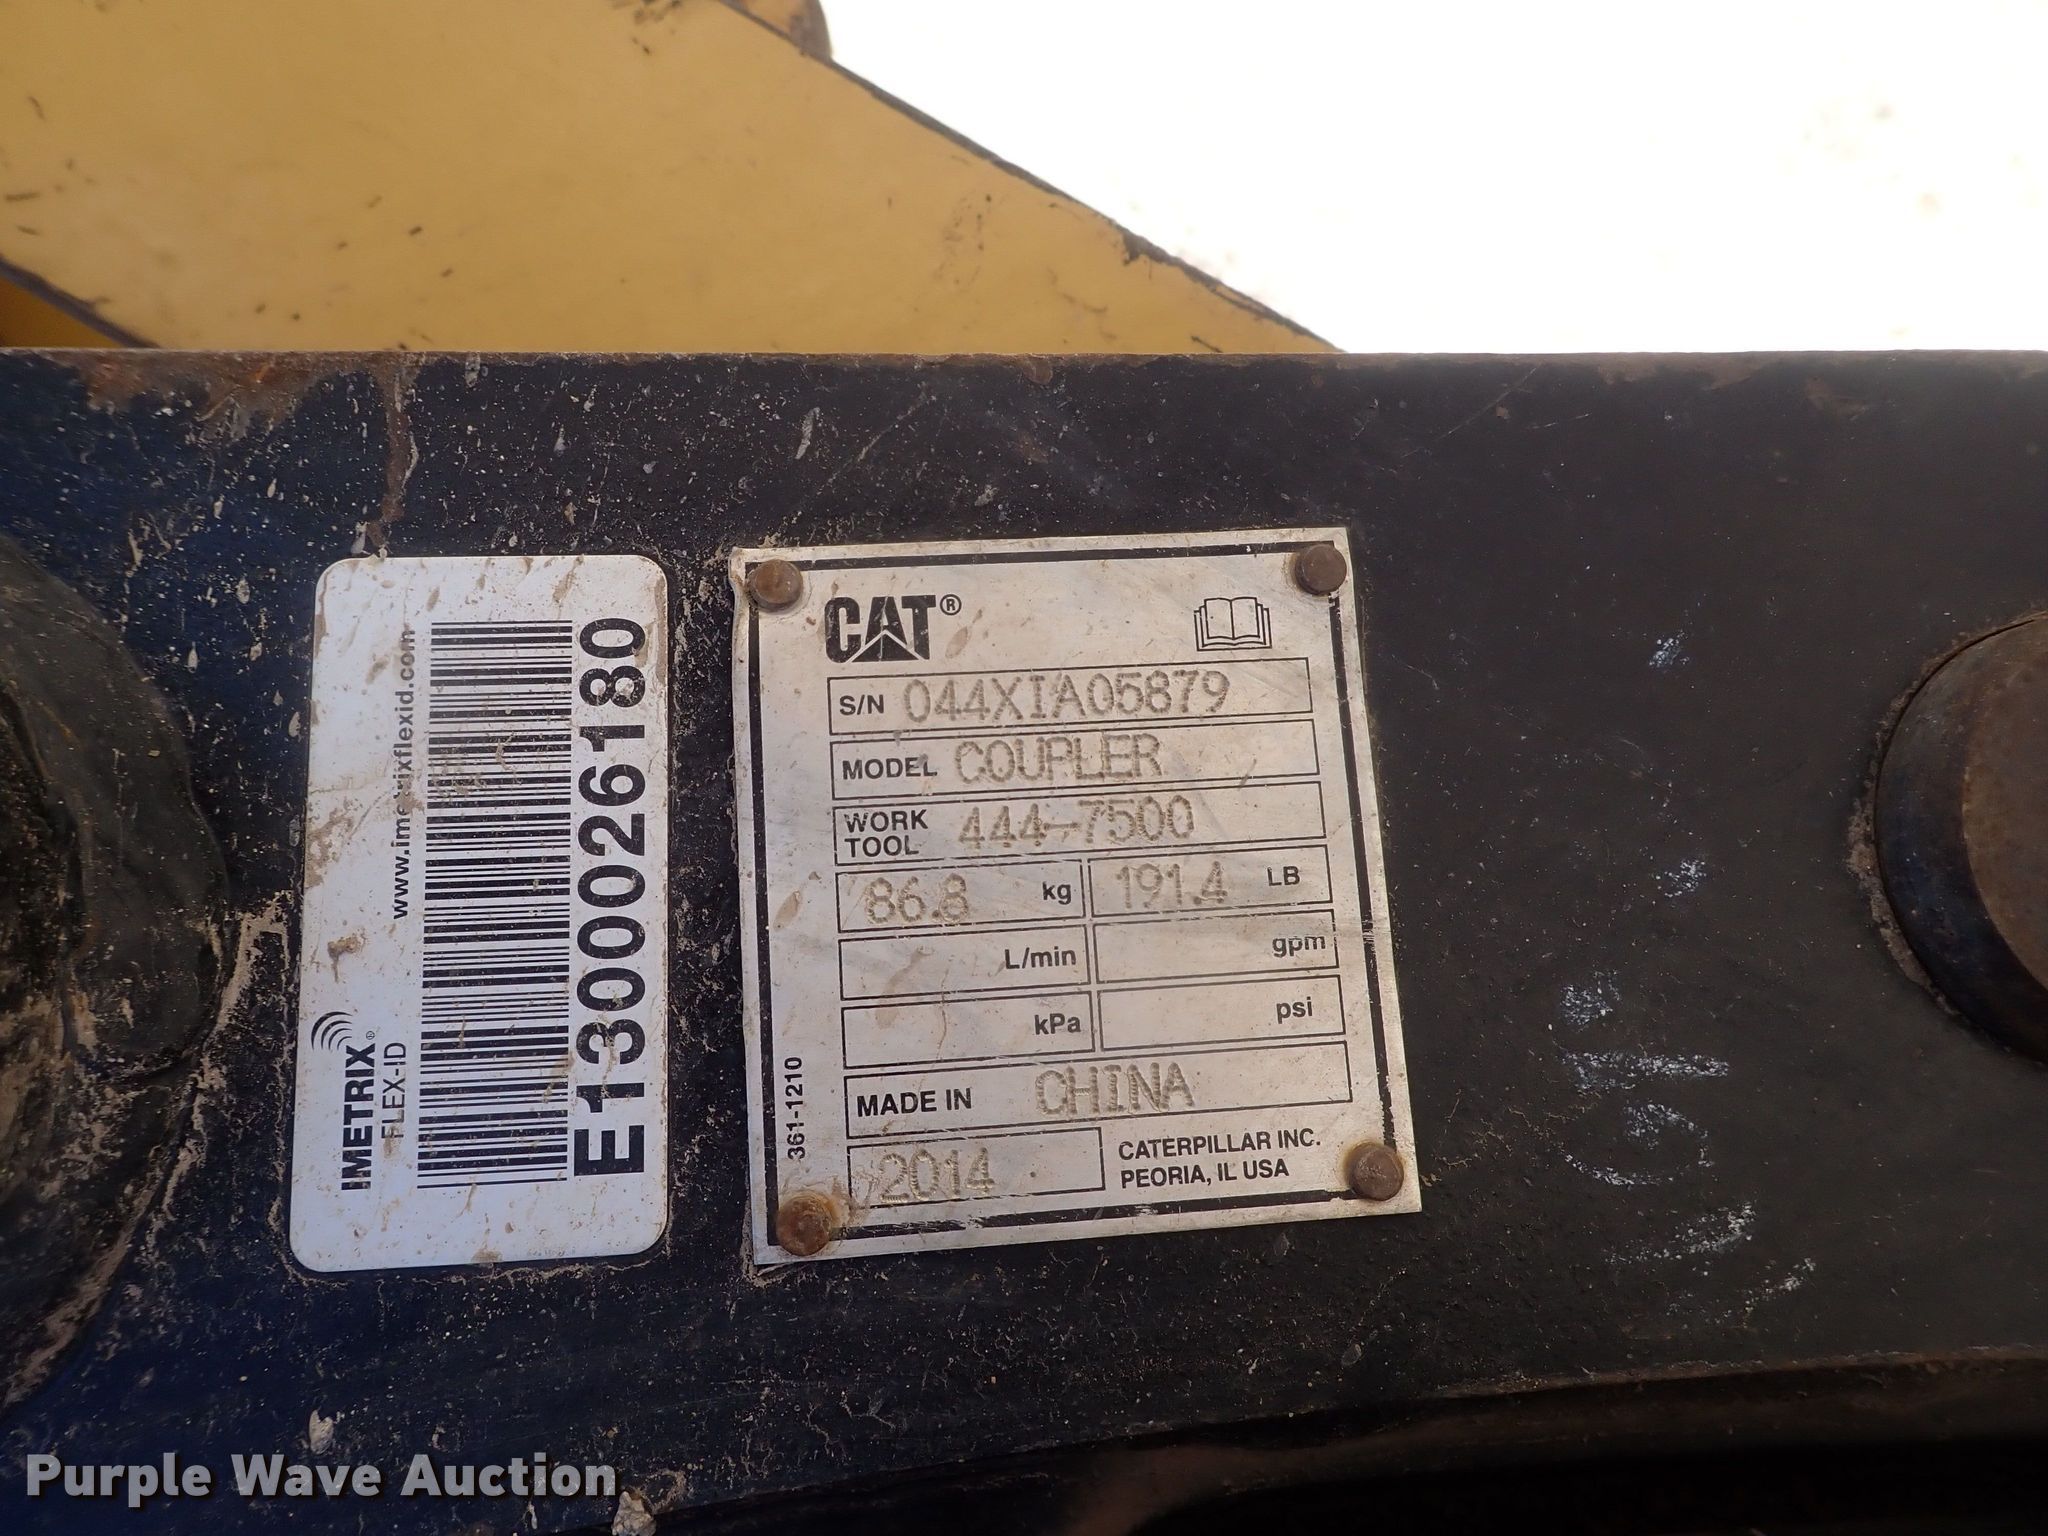 IMETRIX®
FLEX-ID
www.imetrixflexid.com
E130026180
CAT®
S/N 044XIA05879
MODEL COUPLER
WORK TOOL 444-7500
86.8 kg 191.4 LB
L/min gpm
kPa psi
MADE IN CHINA
2014
CATERPILLAR INC.
PEORIA, IL USA
361-1210
Purple Wave Auction